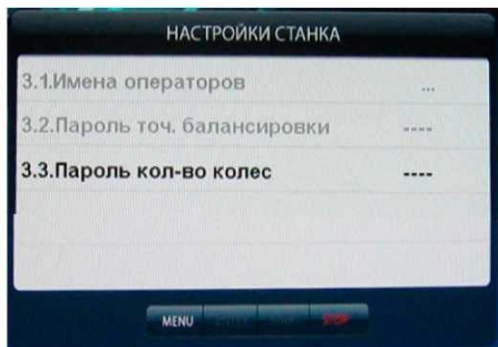 НАСТРОЙКИ СТАНКА
3.1.Имена операторов ...
3.2.Пароль точ. балансировки ----
3.3.Пароль кол-во колес ----
MENU STOP